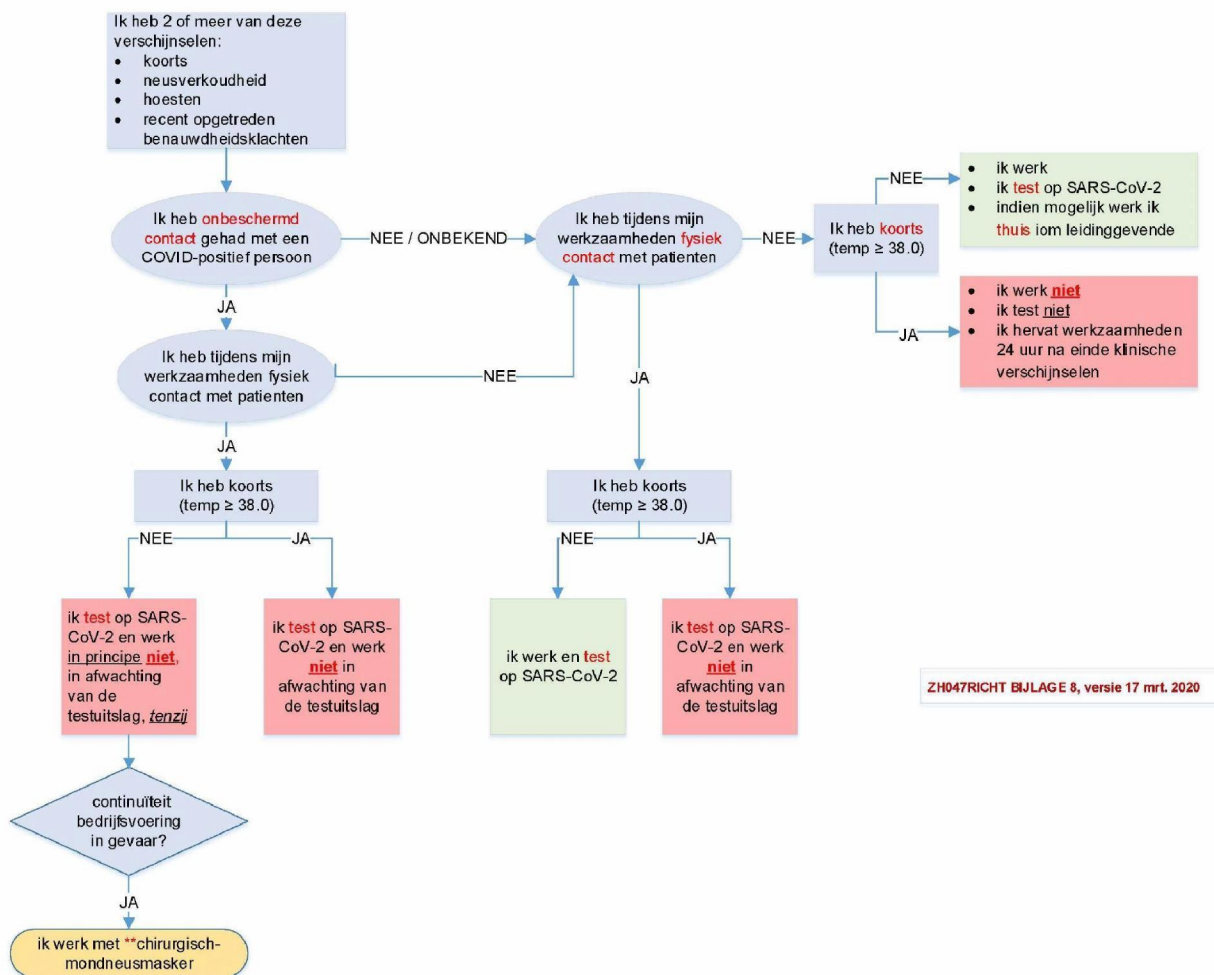 Ik heb 2 of meer van deze
verschijnselen:
• koorts
• neusverkoudheid
• hoesten
• recent opgetreden
benauwdheidsklachten
Ik heb onbeschermd
contact gehad met een
COVID-positief persoon
NEE / ONBEKEND
Ik heb tijdens mijn
werkzaamheden fysiek
contact met patienten
NEE
Ik heb koorts
(temp ≥ 38.0)
NEE
• ik werk
• ik test op SARS-CoV-2
• indien mogelijk werk ik
thuis iom leidinggevende
JA
• ik werk niet
• ik test niet
• ik hervat werkzaamheden
24 uur na einde klinische
verschijnselen
JA
Ik heb tijdens mijn
werkzaamheden fysiek
contact met patienten
NEE
JA
JA
Ik heb koorts
(temp ≥ 38.0)
NEE
JA
ik test op SARS-
CoV-2 en werk
in principe niet,
in afwachting
van de
testuitslag, tenzij
ik test op SARS-
CoV-2 en werk
niet in
afwachting van
de testuitslag
Ik heb koorts
(temp ≥ 38.0)
NEE
JA
ik werk en test
op SARS-CoV-2
ik test op SARS-
CoV-2 en werk
niet in
afwachting van
de testuitslag
ZH047RICHT BIJLAGE 8, versie 17 mrt. 2020
continuïteit
bedrijfsvoering
in gevaar?
JA
ik werk met **chirurgisch-
mondneusmasker